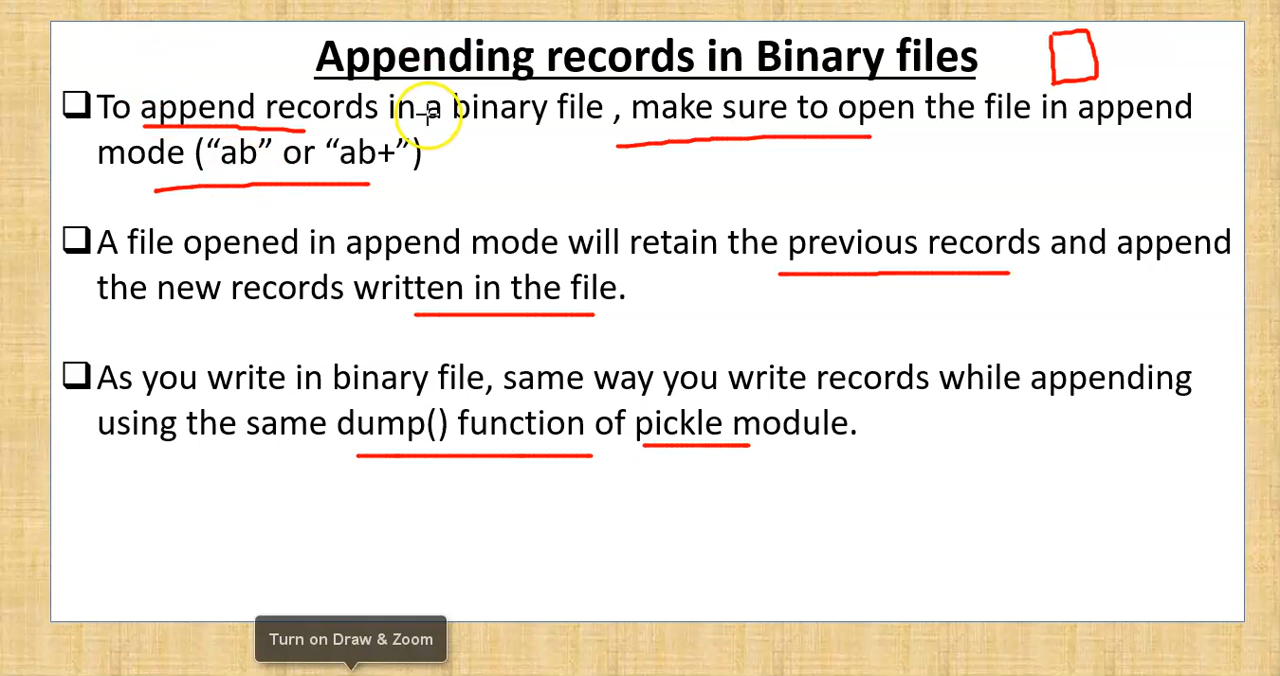 Appending records in Binary files
To append records in a binary file , make sure to open the file in append
mode (“ab” or “ab+”)
A file opened in append mode will retain the previous records and append
the new records written in the file.
As you write in binary file, same way you write records while appending
using the same dump() function of pickle module.
Turn on Draw & Zoom